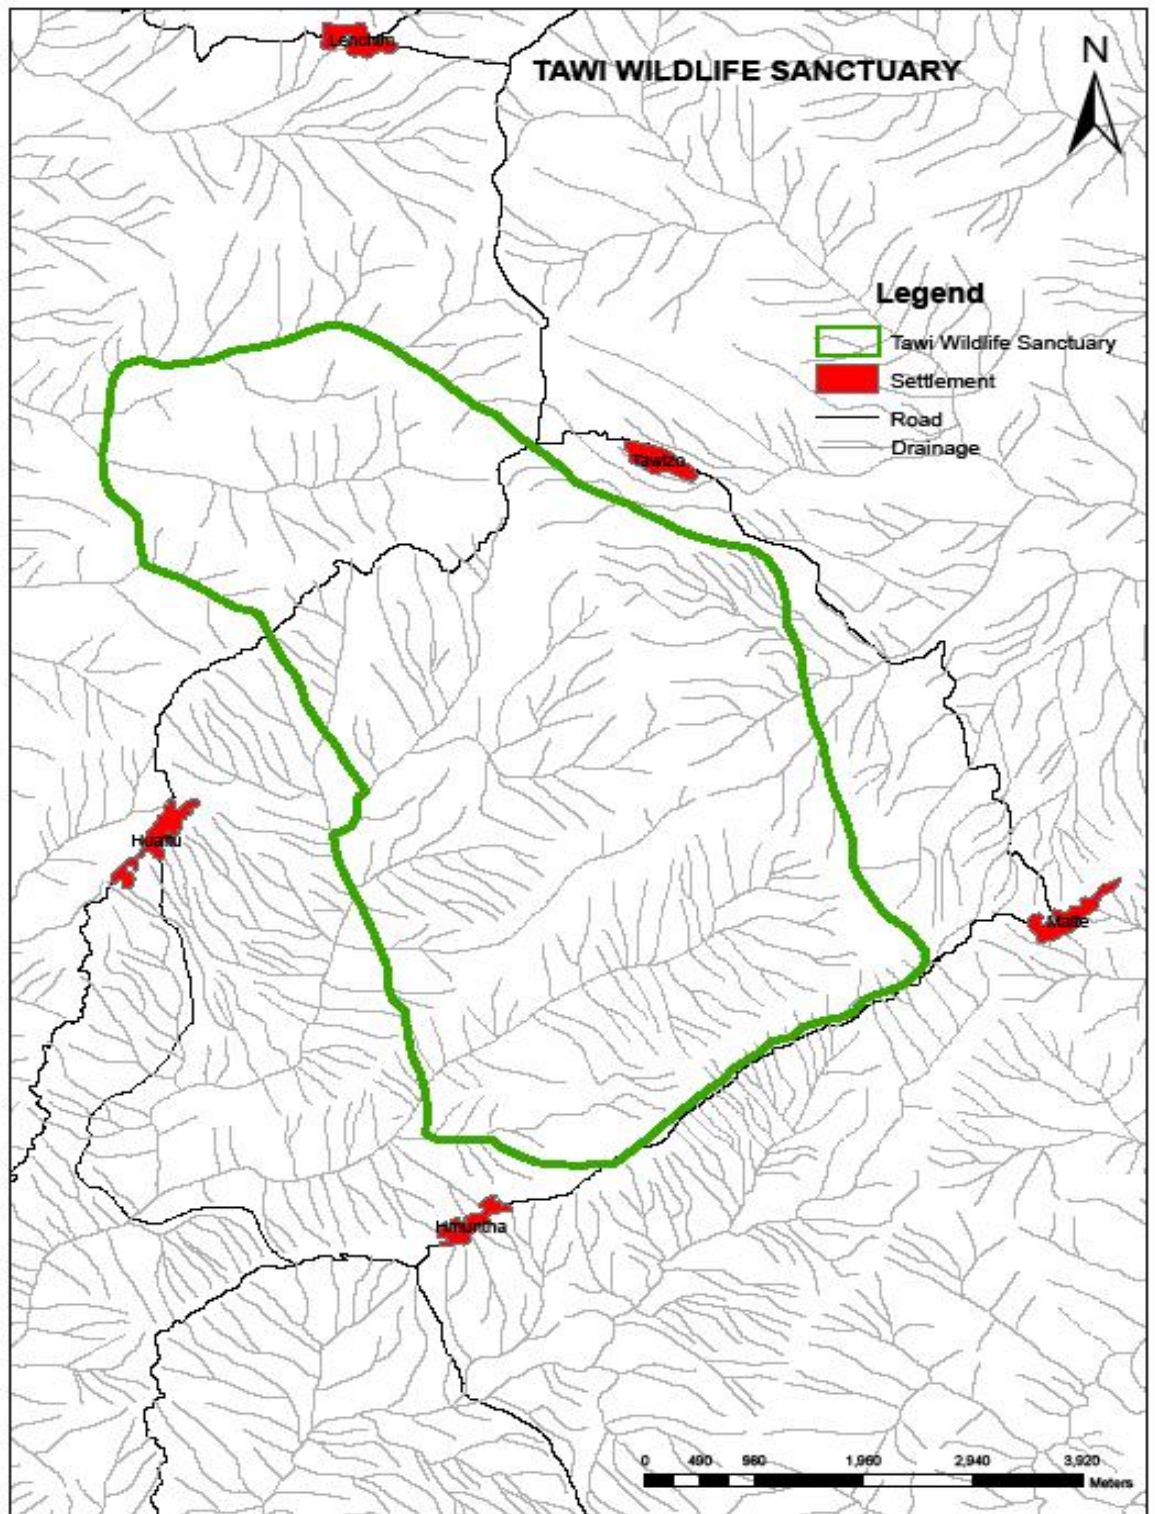 TAWI WILDLIFE SANCTUARY
N
Lenchim
Legend
Tawi Wildlife Sanctuary
Settlement
Road
Drainage
Tawizo
Hualtu
Maite
Hmuntha
0 490 980 1,960 2,940 3,920
Meters